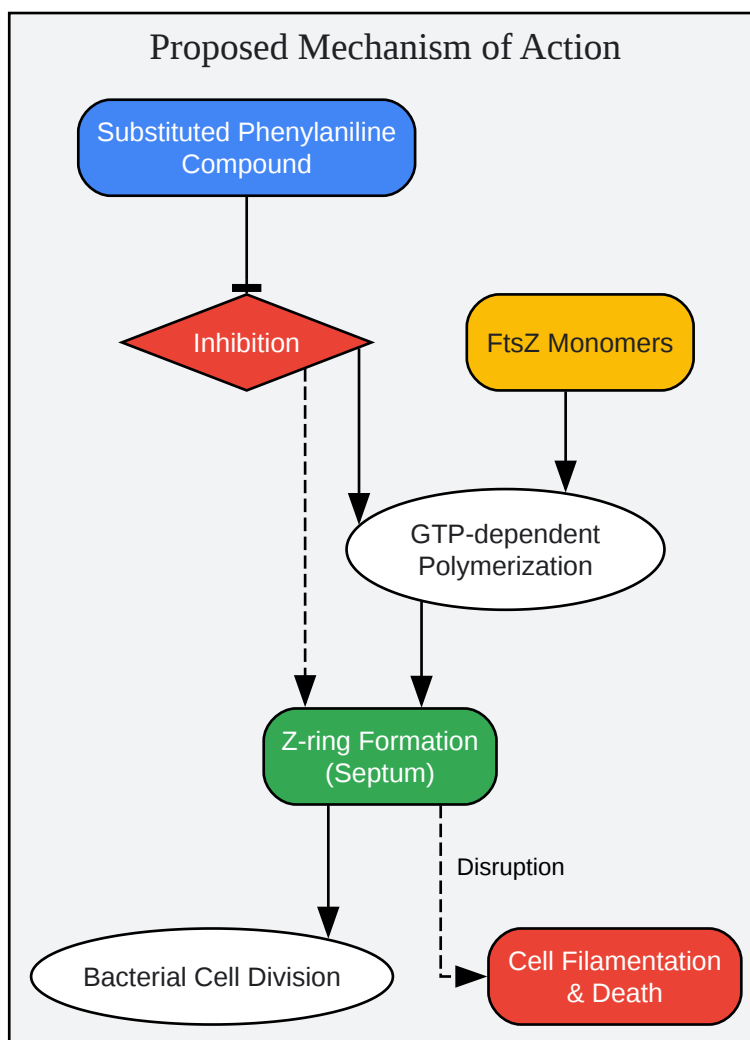 Proposed Mechanism of Action
Substituted Phenylaniline
Compound
Inhibition
FtsZ Monomers
GTP-dependent
Polymerization
Z-ring Formation
(Septum)
Disruption
Bacterial Cell Division
Cell Filamentation
& Death